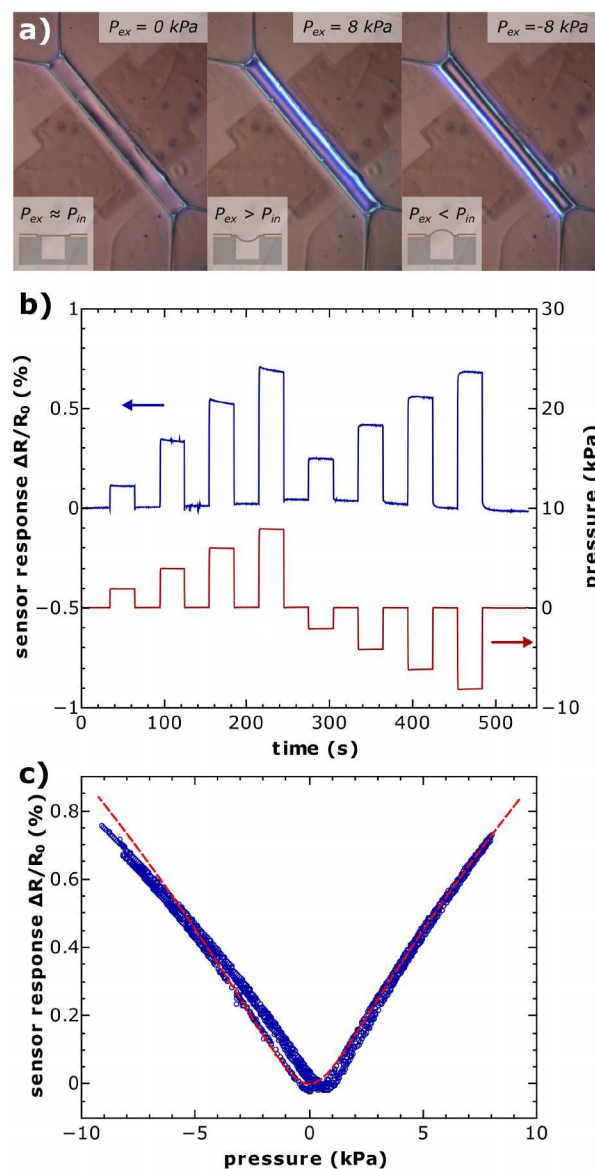 a)
P_ex = 0 kPa
P_ex = 8 kPa
P_ex = -8 kPa
P_ex ≈ P_in
P_ex > P_in
P_ex < P_in
b)
sensor response ΔR/R₀ (%)
1
0.5
0
−0.5
−1
pressure (kPa)
30
20
10
0
−10
0
100
200
300
400
500
time (s)
c)
sensor response ΔR/R₀ (%)
0.8
0.6
0.4
0.2
0
−10
−5
0
5
10
pressure (kPa)